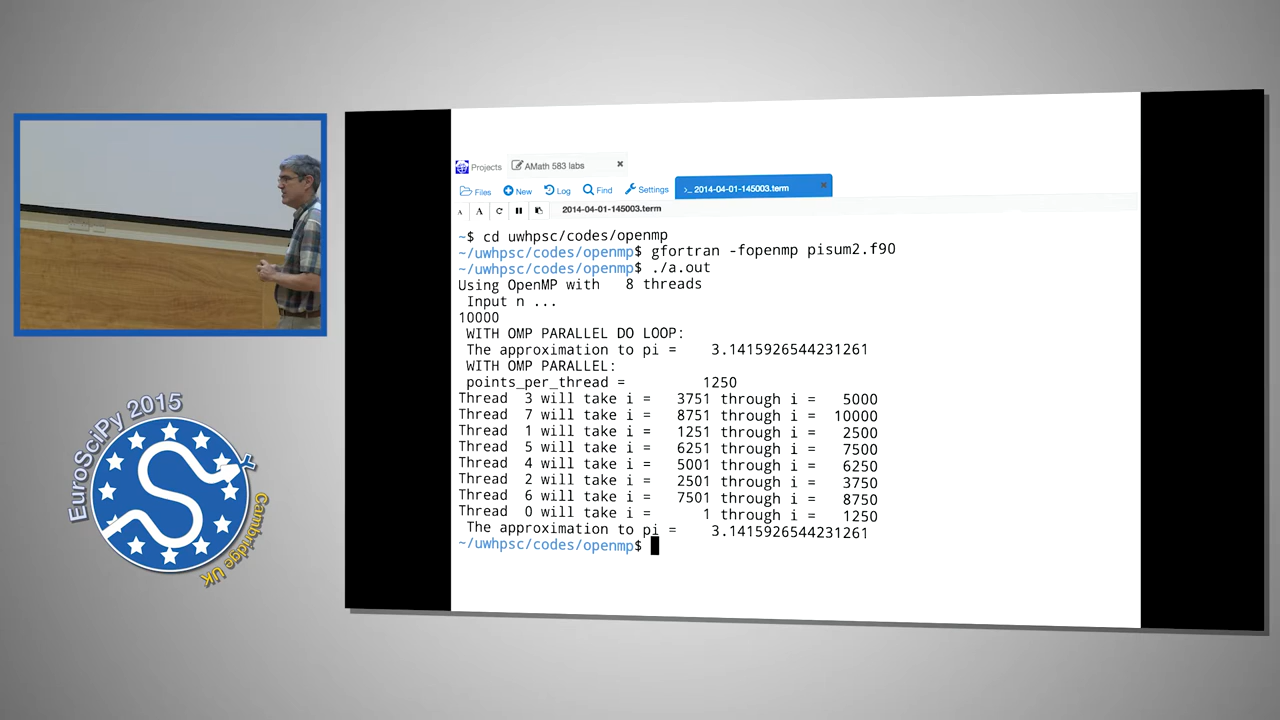 Projects
AMath 583 labs
Files New Log Find Settings >_ 2014-04-01-145003.term
A A 2014-04-01-145003.term
~$ cd uwhpsc/codes/openmp
~/uwhpsc/codes/openmp$ gfortran -fopenmp pisum2.f90
~/uwhpsc/codes/openmp$ ./a.out
Using OpenMP with 8 threads
Input n ...
10000
WITH OMP PARALLEL DO LOOP:
The approximation to pi = 3.1415926544231261
WITH OMP PARALLEL:
points_per_thread = 1250
Thread 3 will take i = 3751 through i = 5000
Thread 7 will take i = 8751 through i = 10000
Thread 1 will take i = 1251 through i = 2500
Thread 5 will take i = 6251 through i = 7500
Thread 4 will take i = 5001 through i = 6250
Thread 2 will take i = 2501 through i = 3750
Thread 6 will take i = 7501 through i = 8750
Thread 0 will take i = 1 through i = 1250
The approximation to pi = 3.1415926544231261
~/uwhpsc/codes/openmp$
EuroSciPy 2015
Cambridge UK